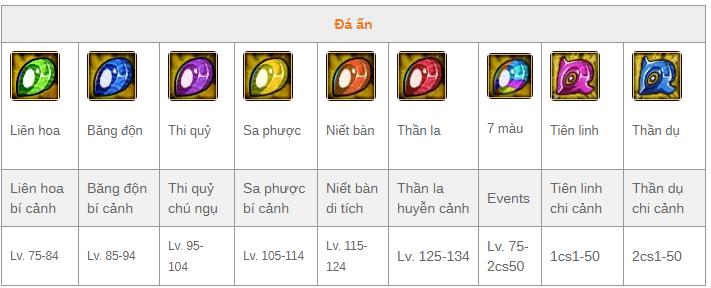 Đá ấn
Liên hoa Băng độn Thi quỷ Sa phược Niết bàn Thần la 7 màu Tiên linh Thần dụ
Liên hoa bí cảnh Băng độn bí cảnh Thi quỷ chú ngụ Sa phược bí cảnh Niết bàn di tích Thần la huyễn cảnh Events Tiên linh chi cảnh Thần dụ chi cảnh
Lv. 75-84 Lv. 85-94 Lv. 95-104 Lv. 105-114 Lv. 115-124 Lv. 125-134 Lv. 75-2cs50 1cs1-50 2cs1-50